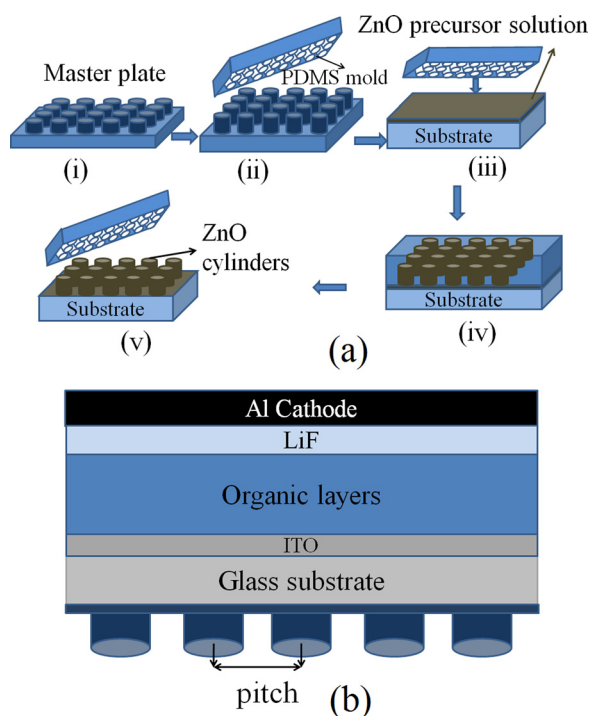 Master plate
(i)
PDMS mold
(ii)
ZnO precursor solution
Substrate
(iii)
Substrate
(iv)
ZnO
cylinders
Substrate
(v)
(a)
Al Cathode
LiF
Organic layers
ITO
Glass substrate
pitch
(b)